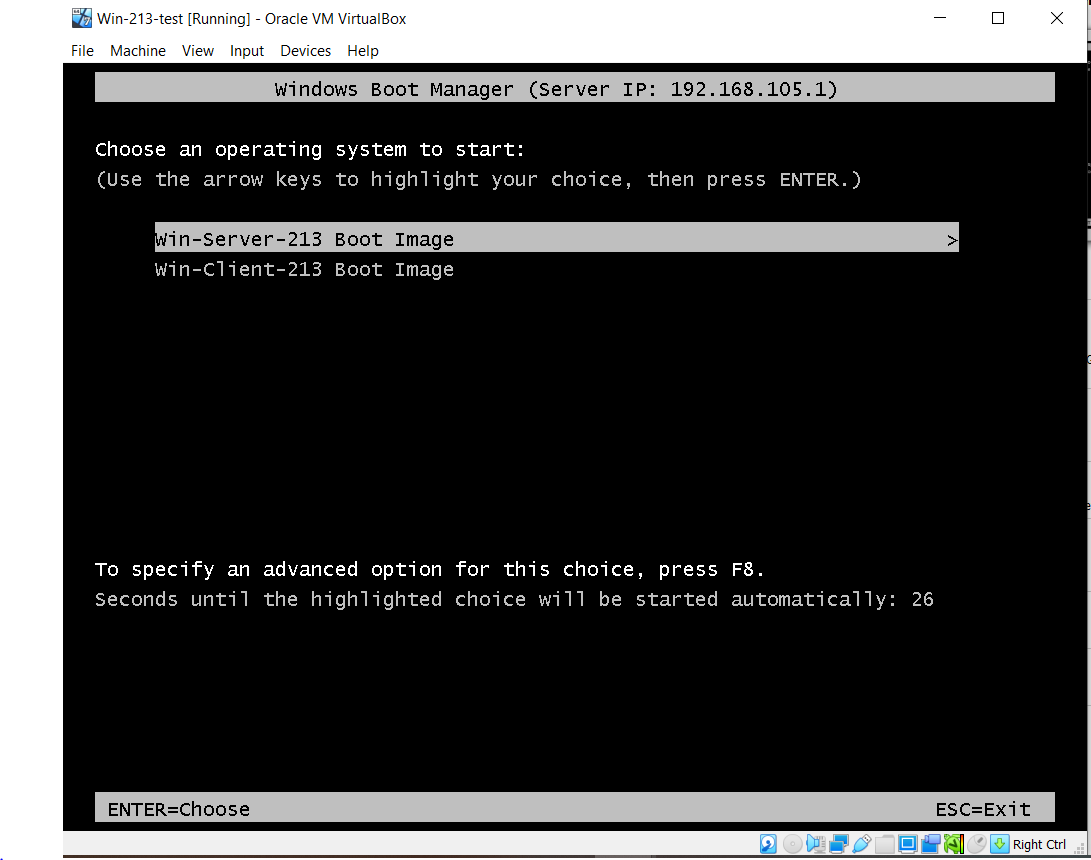 Win-213-test [Running] - Oracle VM VirtualBox
File Machine View Input Devices Help
Windows Boot Manager (Server IP: 192.168.105.1)
Choose an operating system to start:
(Use the arrow keys to highlight your choice, then press ENTER.)
Win-Server-213 Boot Image >
Win-Client-213 Boot Image
To specify an advanced option for this choice, press F8.
Seconds until the highlighted choice will be started automatically: 26
ENTER=Choose ESC=Exit
Right Ctrl